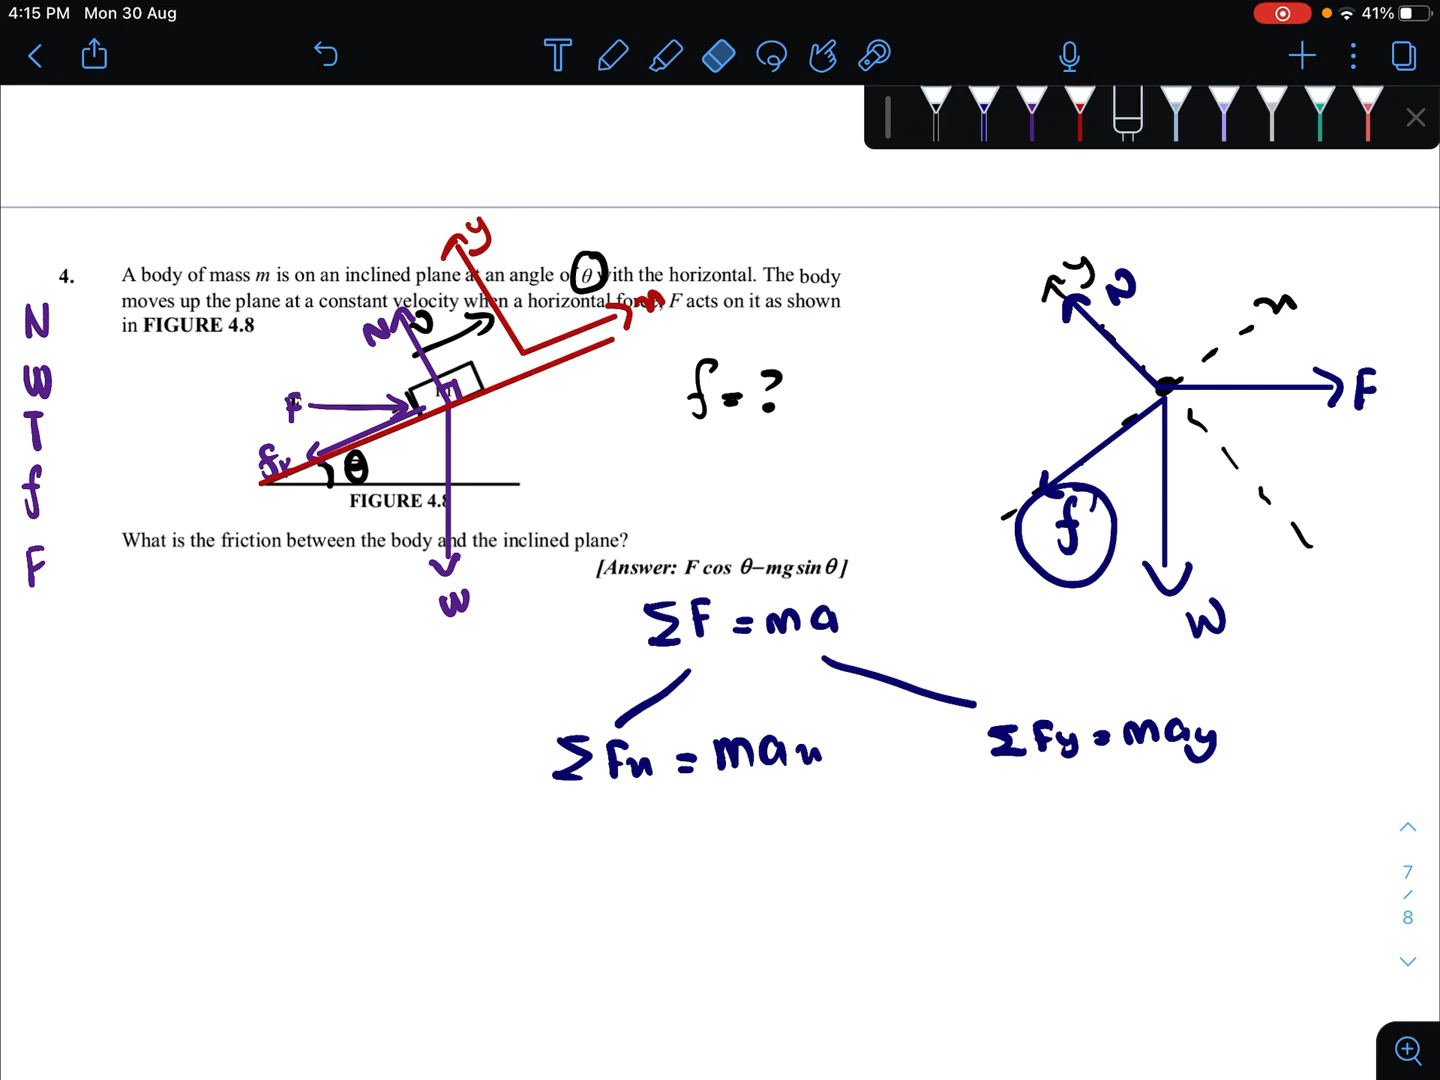 4:15 PM Mon 30 Aug
41%
T
4. A body of mass m is on an inclined plane at an angle of θ with the horizontal. The body
moves up the plane at a constant velocity when a horizontal force, F acts on it as shown
in FIGURE 4.8
N
W
T
f
F
y
x
N
υ
F
fk
θ
W
FIGURE 4.8
f = ?
y
N
x
F
f
W
What is the friction between the body and the inclined plane?
[Answer: F cos θ–mg sin θ]
ΣF = ma
ΣFx = max
ΣFy = may
7
/
8